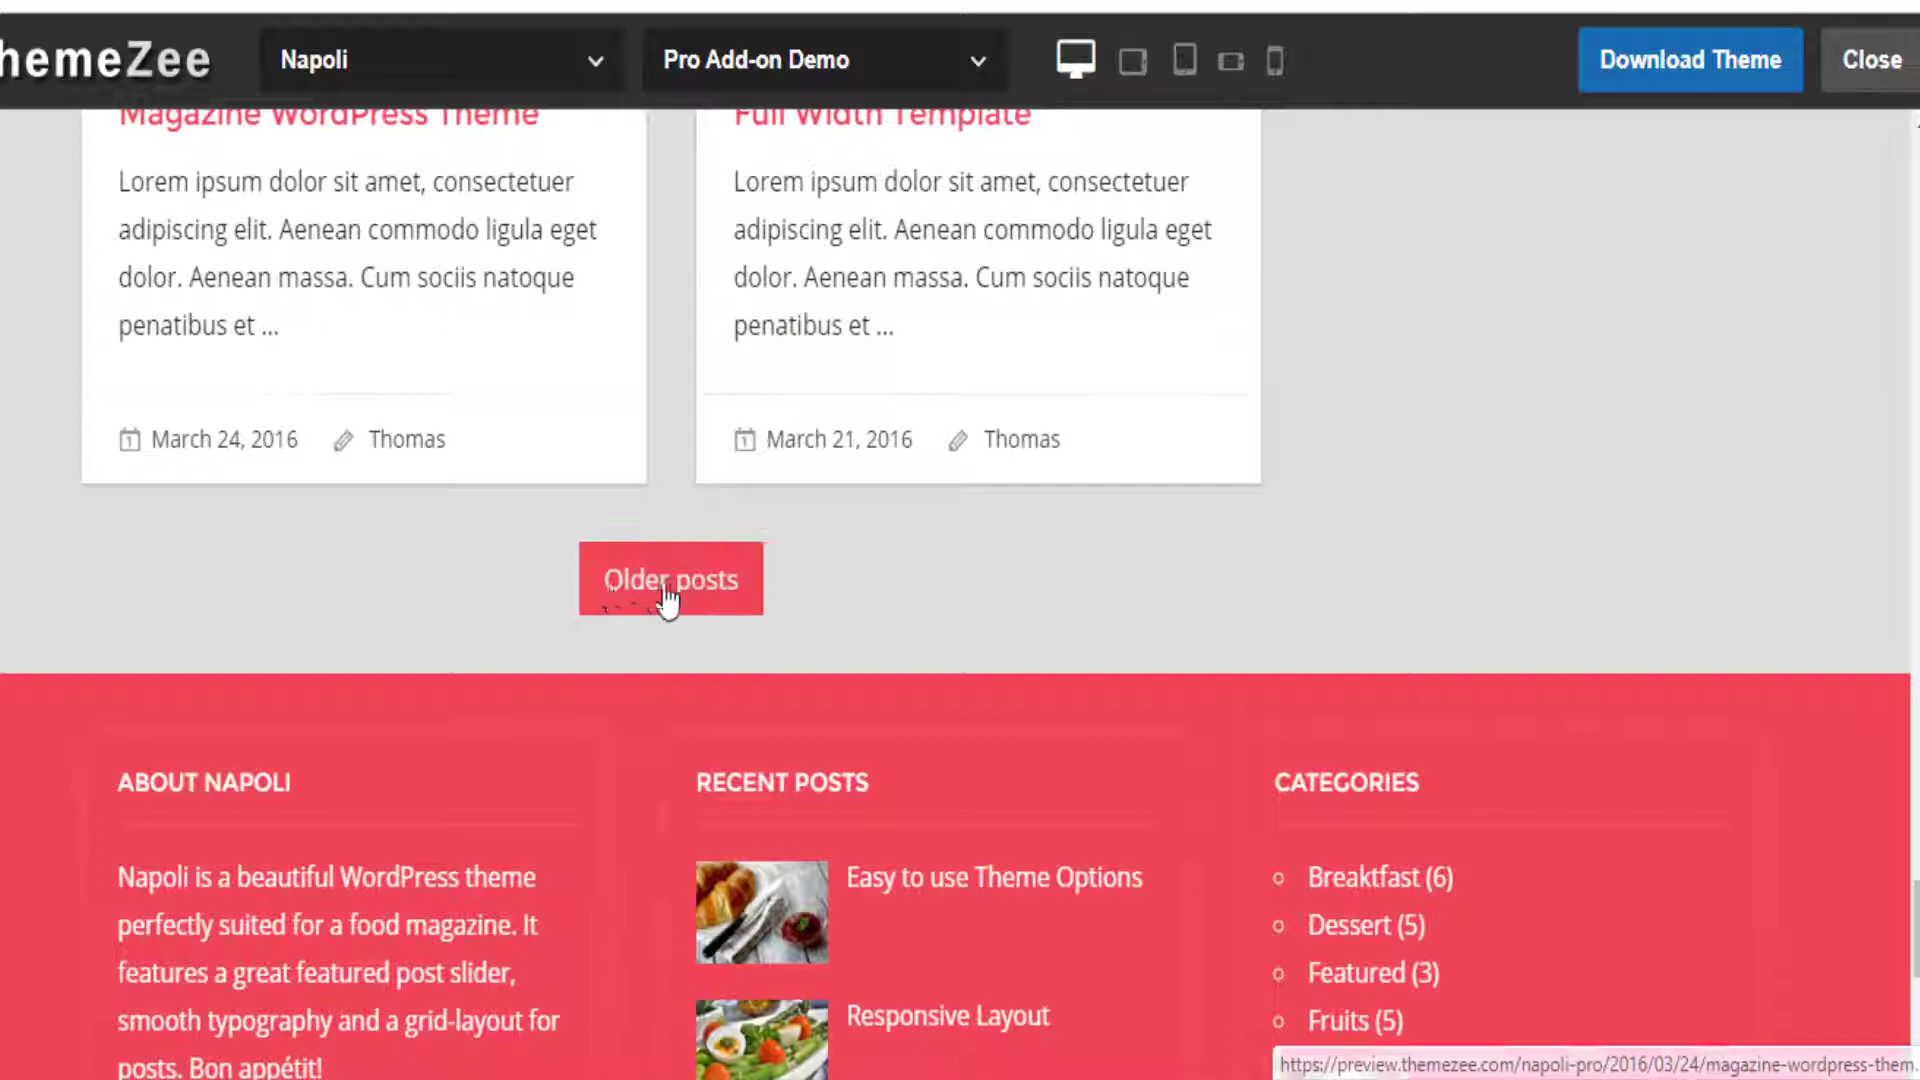 hemeZee
Napoli
Pro Add-on Demo
Download Theme
Close
Magazine WordPress Theme
Lorem ipsum dolor sit amet, consectetuer
adipiscing elit. Aenean commodo ligula eget
dolor. Aenean massa. Cum sociis natoque
penatibus et ...
March 24, 2016
Thomas
Full Width Template
Lorem ipsum dolor sit amet, consectetuer
adipiscing elit. Aenean commodo ligula eget
dolor. Aenean massa. Cum sociis natoque
penatibus et ...
March 21, 2016
Thomas
Older posts
ABOUT NAPOLI
Napoli is a beautiful WordPress theme
perfectly suited for a food magazine. It
features a great featured post slider,
smooth typography and a grid-layout for
posts. Bon appétit!
RECENT POSTS
Easy to use Theme Options
Responsive Layout
CATEGORIES
Breakfast (6)
Dessert (5)
Featured (3)
Fruits (5)
https://preview.themezee.com/napoli-pro/2016/03/24/magazine-wordpress-them...